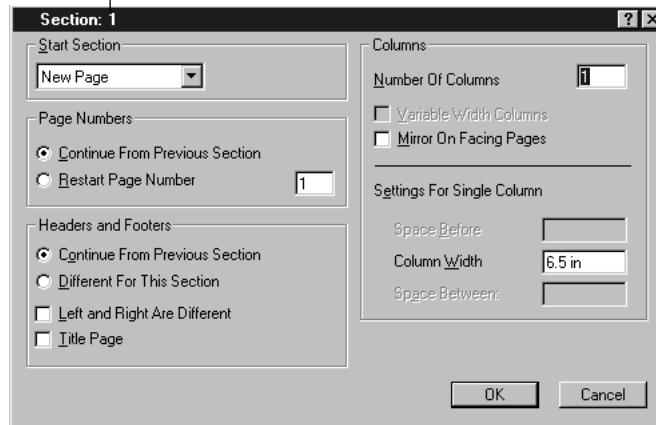 Section: 1
Start Section
New Page
Page Numbers
Continue From Previous Section
Restart Page Number 1
Headers and Footers
Continue From Previous Section
Different For This Section
Left and Right Are Different
Title Page
Columns
Number Of Columns 1
Variable Width Columns
Mirror On Facing Pages
Settings For Single Column
Space Before
Column Width 6.5 in
Space Between:
OK Cancel